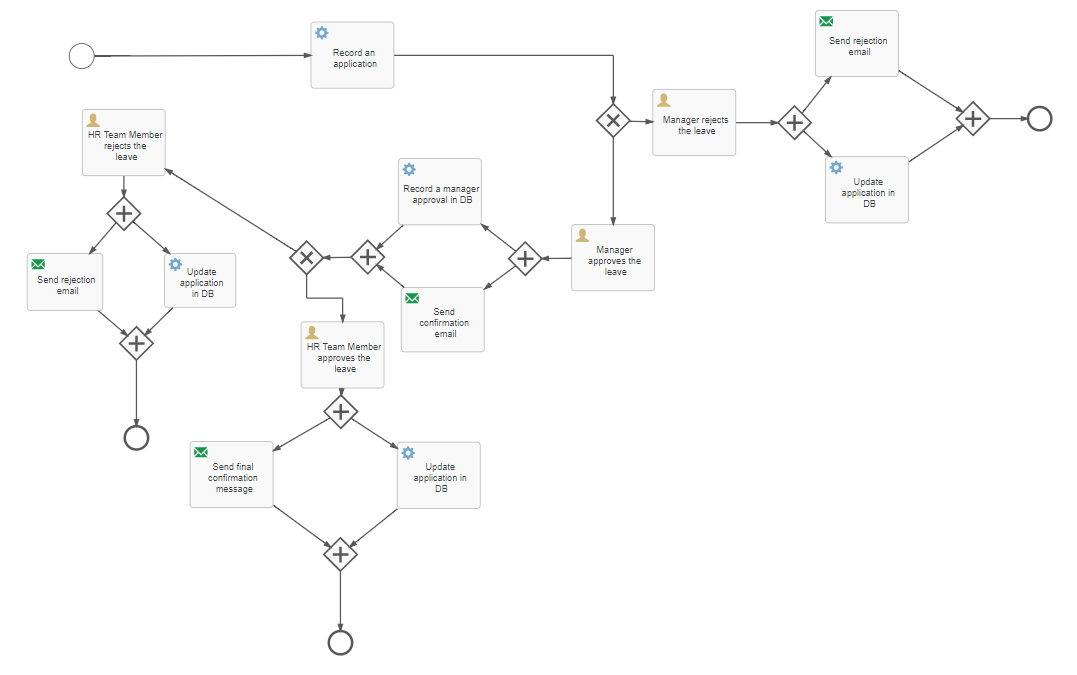 Record an
application
Send rejection
email
Manager rejects
the leave
Update
application in
DB
HR Team Member
rejects the
leave
Record a manager
approval in DB
Manager
approves the
leave
Send rejection
email
Update
application
in DB
Send
confirmation
email
HR Team Member
approves the
leave
Send final
confirmation
message
Update
application in
DB